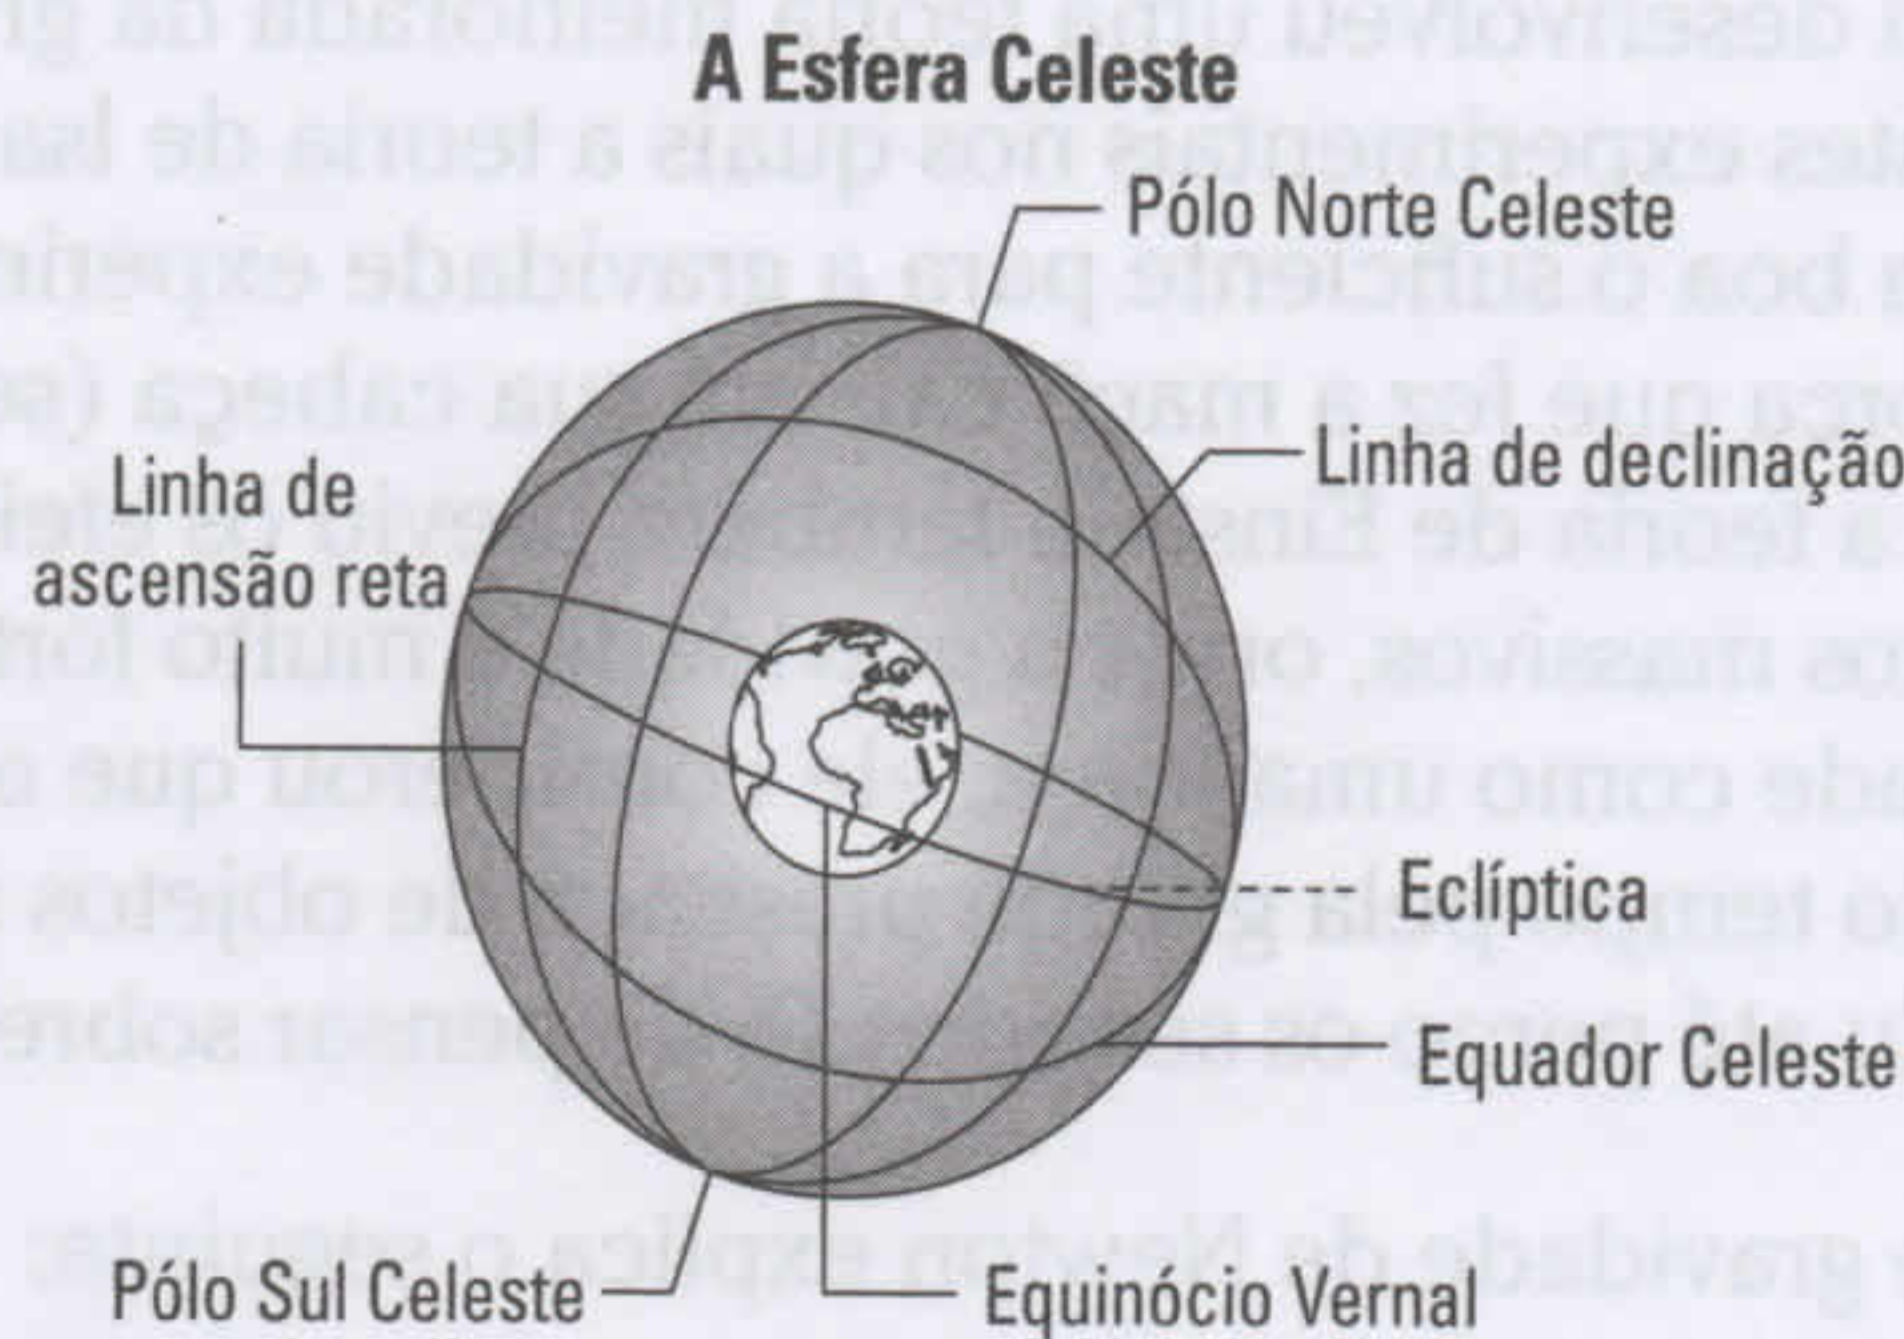 A Esfera Celeste
Pólo Norte Celeste
Linha de declinação
Linha de
ascensão reta
Eclíptica
Equador Celeste
Pólo Sul Celeste
Equinócio Vernal